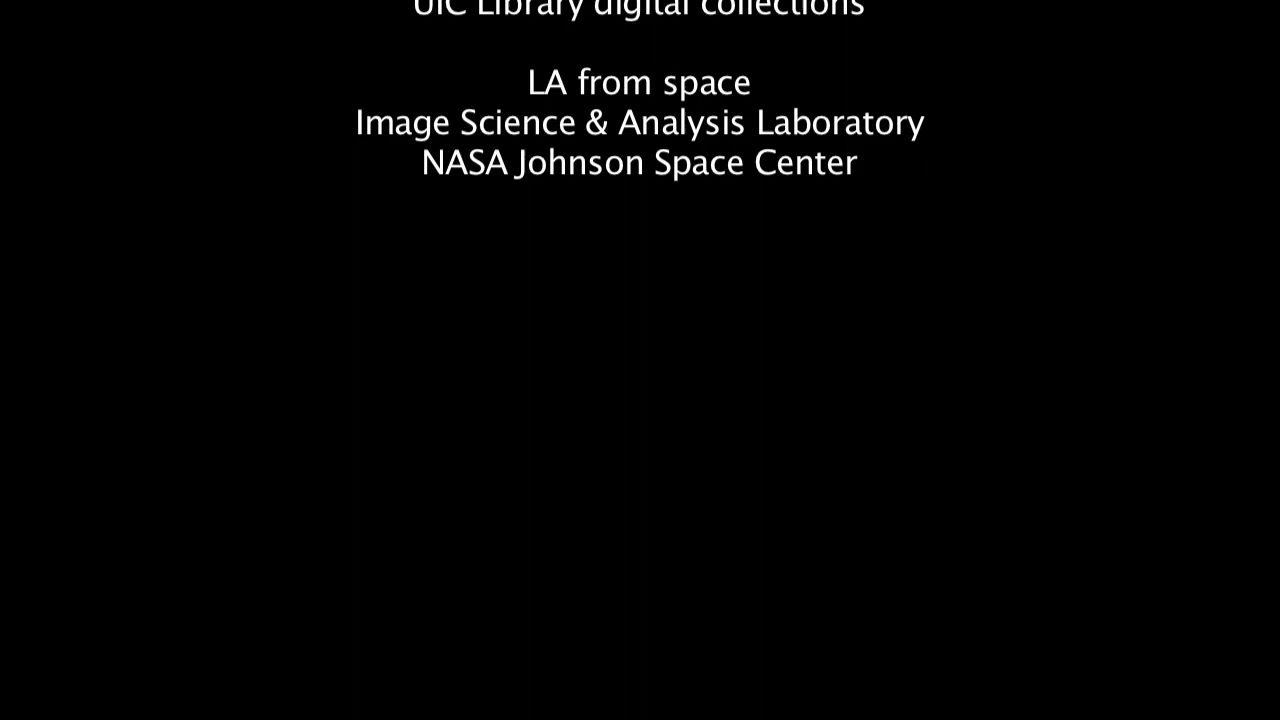 UIC Library digital collections
LA from space
Image Science & Analysis Laboratory
NASA Johnson Space Center